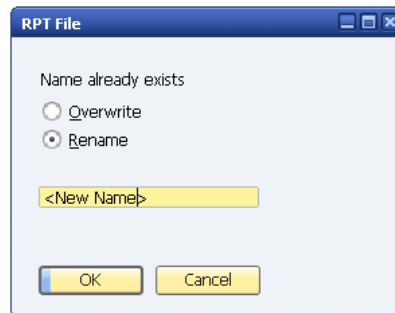 RPT File
Name already exists
Overwrite
Rename
<New Name>
OK
Cancel